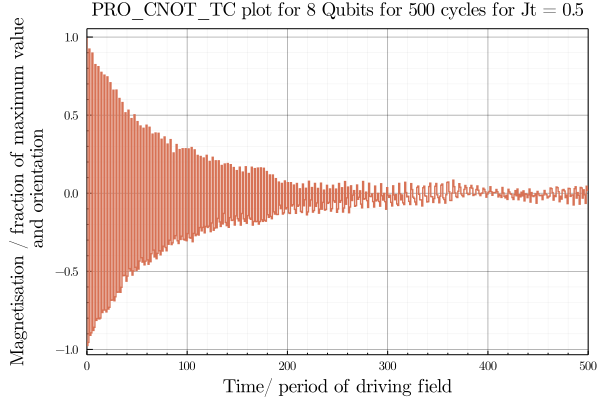 PRO_CNOT_TC plot for 8 Qubits for 500 cycles for Jt = 0.5
Magnetisation / fraction of maximum value
and orientation
1.0
0.5
0.0
−0.5
−1.0
0 100 200 300 400 500
Time/ period of driving field